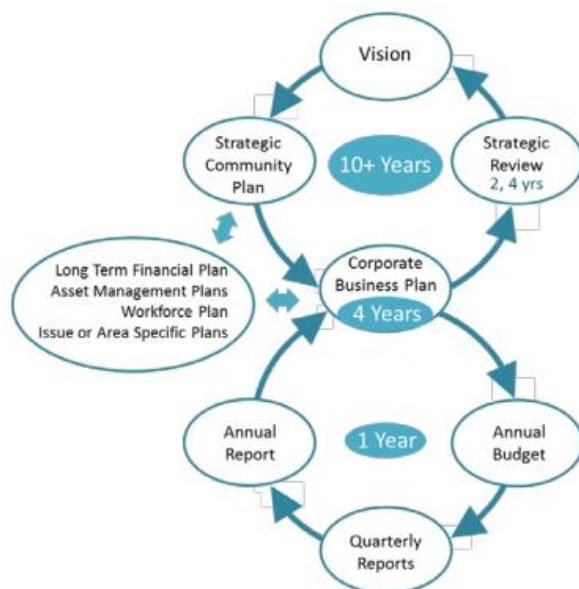 Vision
Strategic
Community
Plan
10+ Years
Strategic
Review
2, 4 yrs
Long Term Financial Plan
Asset Management Plans
Workforce Plan
Issue or Area Specific Plans
Corporate
Business Plan
4 Years
Annual
Report
1 Year
Annual
Budget
Quarterly
Reports